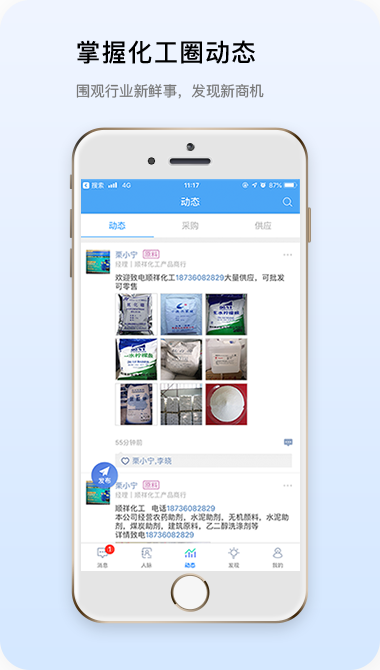 掌握化工圈动态
围观行业新鲜事，发现新商机
搜索 4G 11:17
动态
动态 采购 供应
栗小宁 原料
经理｜顺祥化工产品商行
欢迎致电顺祥化工18736082829大量供应，可批发
可零售
55分钟前
栗小宁,李晓
栗小宁 原料
经理｜顺祥化工产品商行
发布
顺祥化工 电话18736082829
本公司经营农药助剂、水泥助剂、无机颜料、水泥助
剂、煤炭助剂、建筑原料、乙二醇洗涤剂等
详情致电18736082829
1
消息 人脉 动态 发现 我的